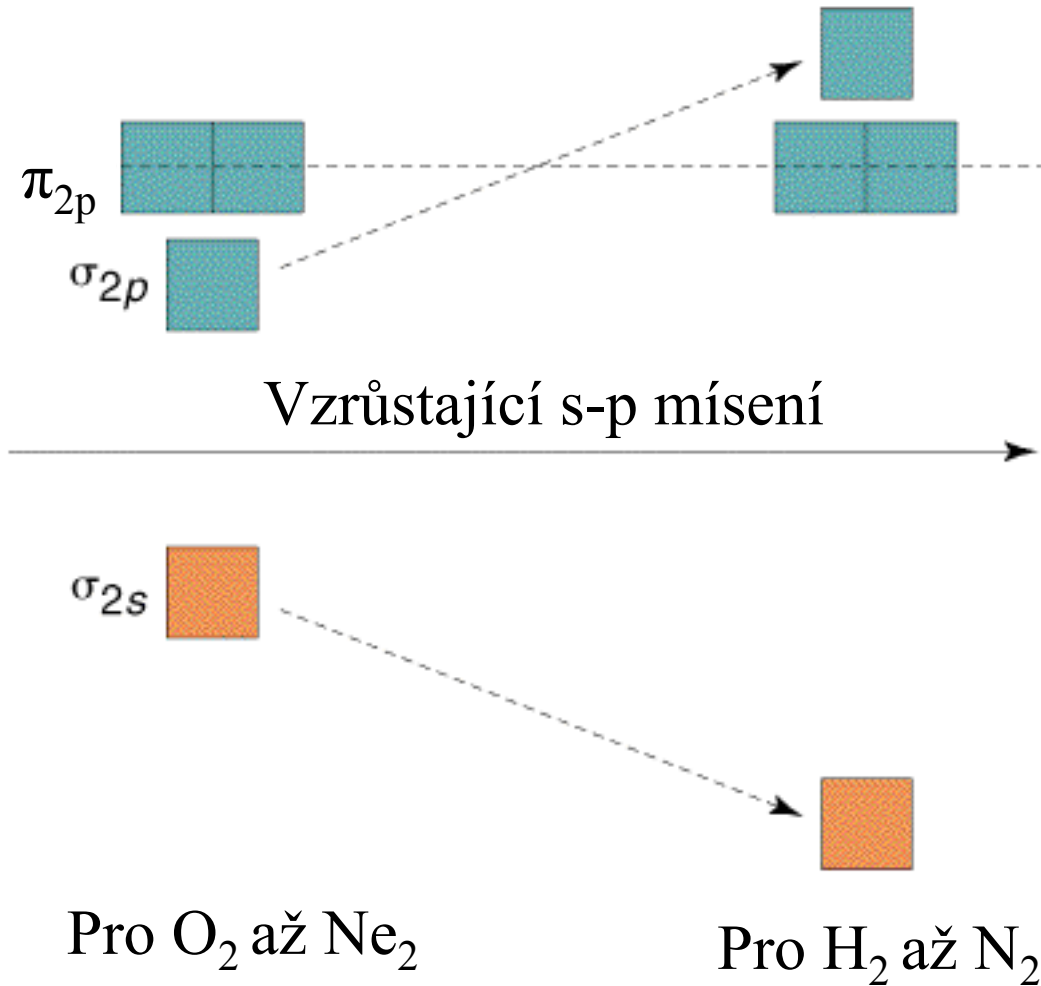 π₂ₚ
σ₂ₚ
Vzrůstající s-p mísení
σ₂ₛ
Pro O₂ až Ne₂
Pro H₂ až N₂